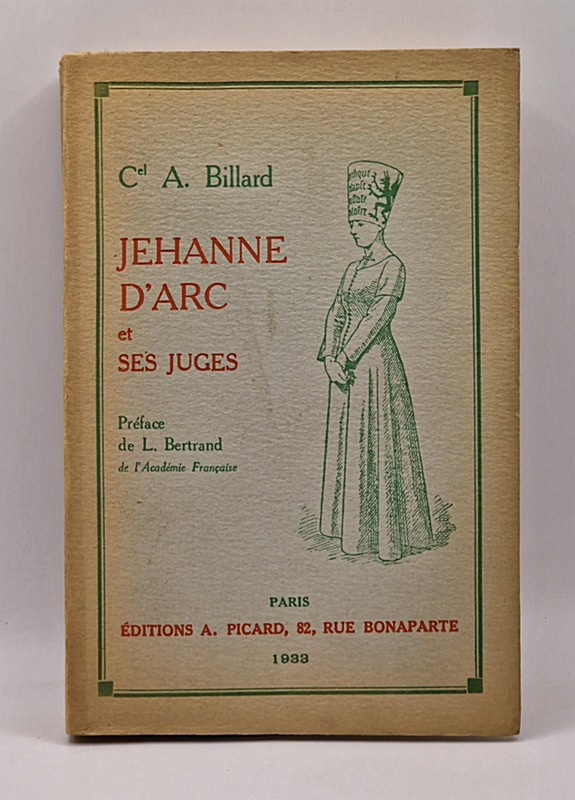 Cel A. Billard
JEHANNE
D'ARC
et
SES JUGES
Préface
de L. Bertrand
de l'Académie Française
PARIS
ÉDITIONS A. PICARD, 82, RUE BONAPARTE
1933